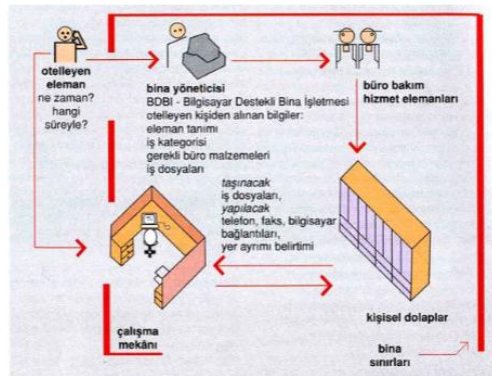 otelleyen
eleman
ne zaman?
hangi
süreyle?
bina yöneticisi
BDBI - Bilgisayar Destekli Bina İşletmesi
otelleyen kişiden alınan bilgiler:
eleman tanımı
iş kategorisi
gerekli büro malzemeleri
iş dosyaları
büro bakım
hizmet elemanları
taşınacak
iş dosyaları,
yapılacak
telefon, faks, bilgisayar
bağlantıları,
yer ayrımı belirtimi
çalışma
mekânı
kişisel dolaplar
bina
sınırları